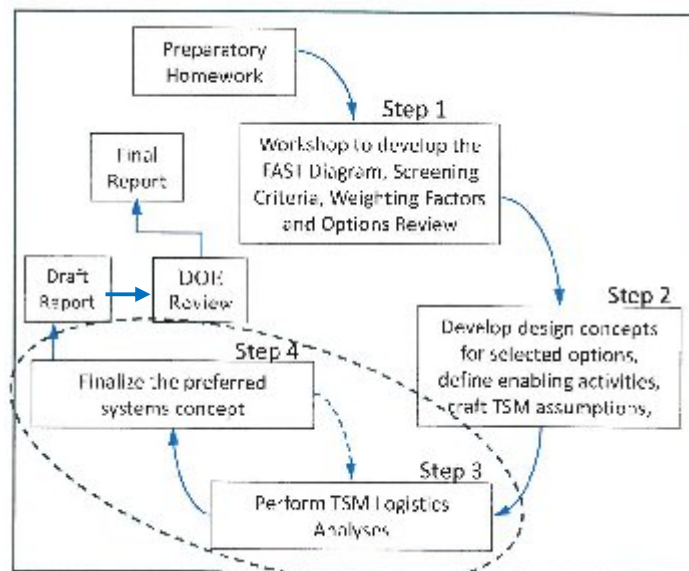 Preparatory
Homework
Step 1
Workshop to develop the
FAST Diagram, Screening
Criteria, Weighting Factors
and Options Review
Step 2
Develop design concepts
for selected options,
define enabling activities,
craft TSM assumptions,
Step 3
Perform TSM Logistics
Analyses
Step 4
Finalize the preferred
systems concept
Draft
Report
DOE
Review
Final
Report